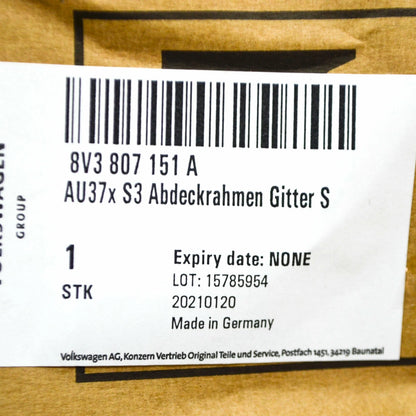 8V3 807 151 A
AU37x S3 Abdeckrahmen Gitter S
1
STK
Expiry date: NONE
LOT: 15785954
20210120
Made in Germany
Volkswagen AG, Konzern Vertrieb Original Teile und Service, Postfach 1451, 34219 Baunatal
VOLKSWAGEN
GROUP